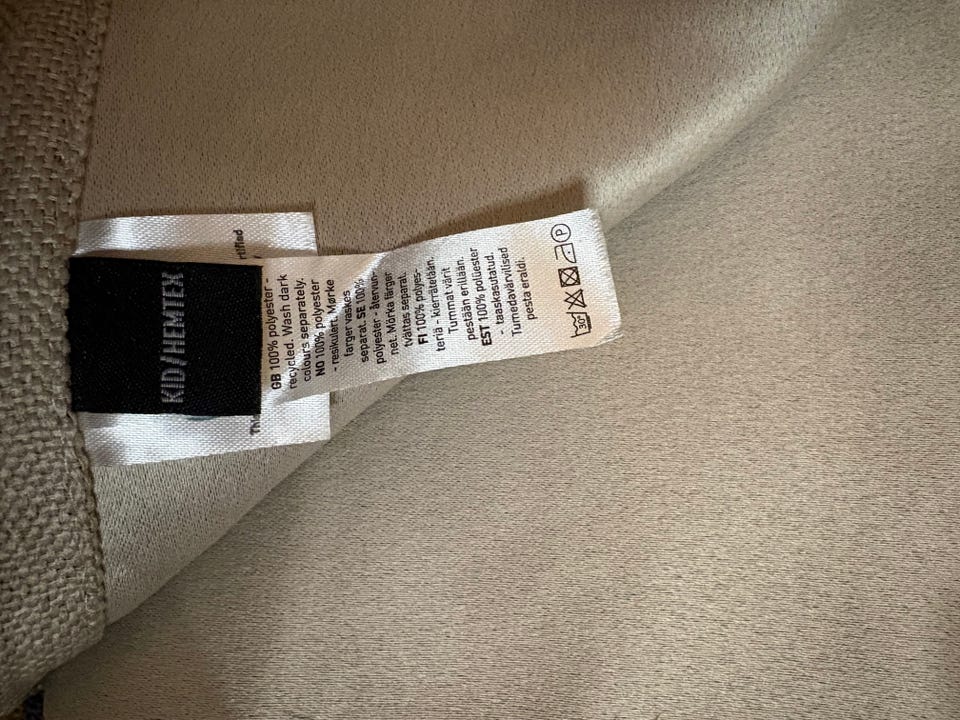 KID/HEMTEX
GB 100% polyester -
recycled. Wash dark
colours separately.
NO 100% polyester
- resikulert. Mørke
farger vaskes
separat. SE 100%
polyester - återvun-
net. Mörka färger
tvättas separat.
FI 100% polyes-
teriä - kierrätetään.
Tummat värit
pestään erillään.
EST 100% polüester
- taaskasutatud.
Tumedavärvilised
pesta eraldi.
30°
P